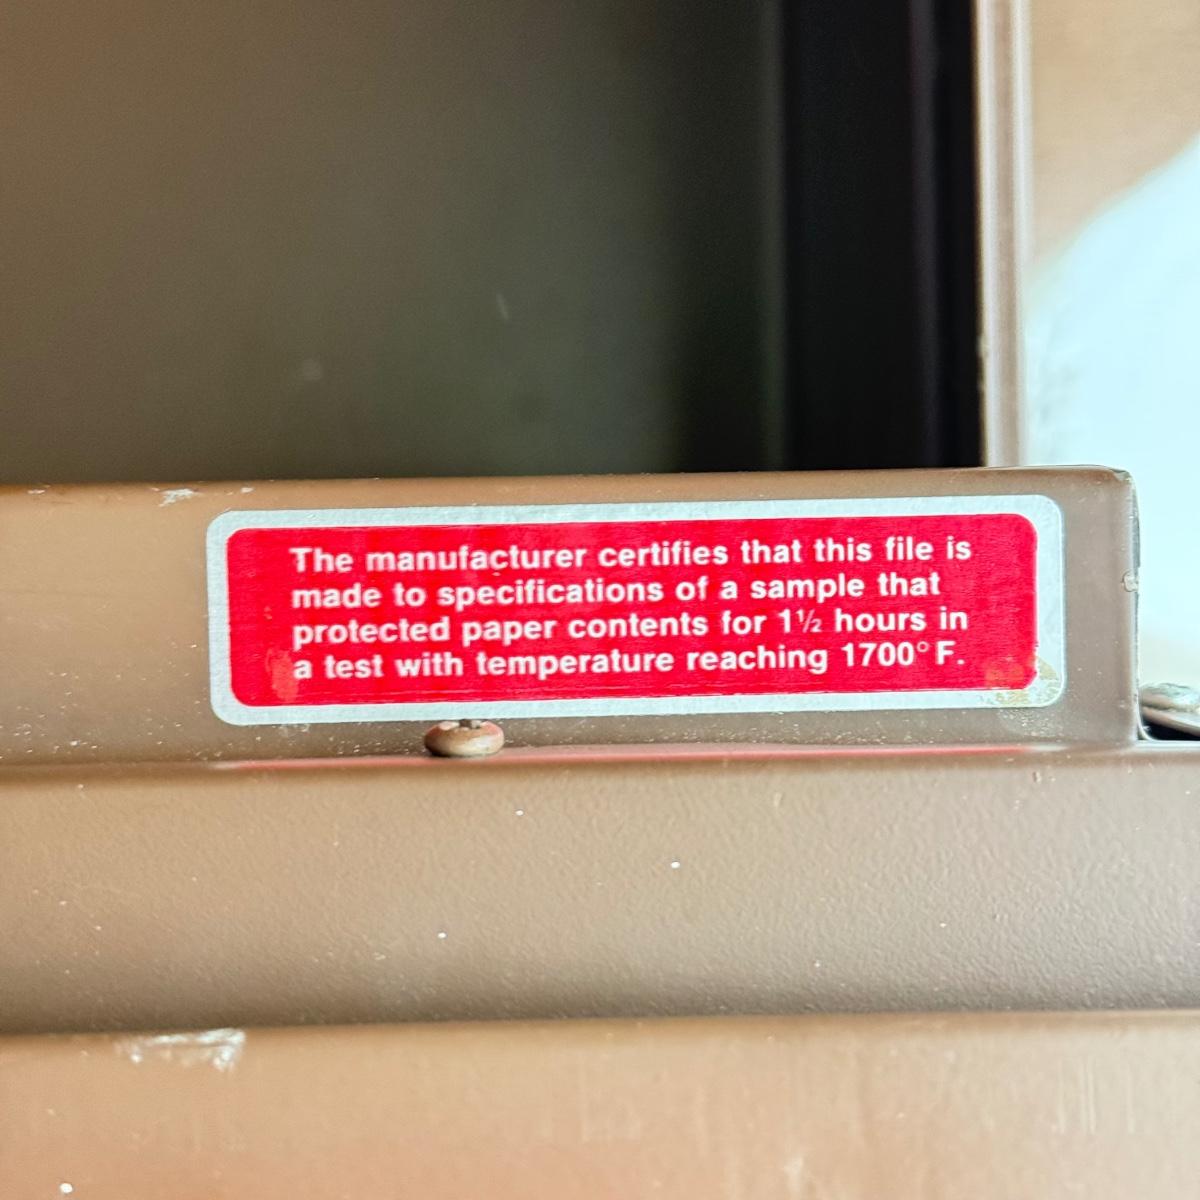 The manufacturer certifies that this file is
made to specifications of a sample that
protected paper contents for 1½ hours in
a test with temperature reaching 1700° F.